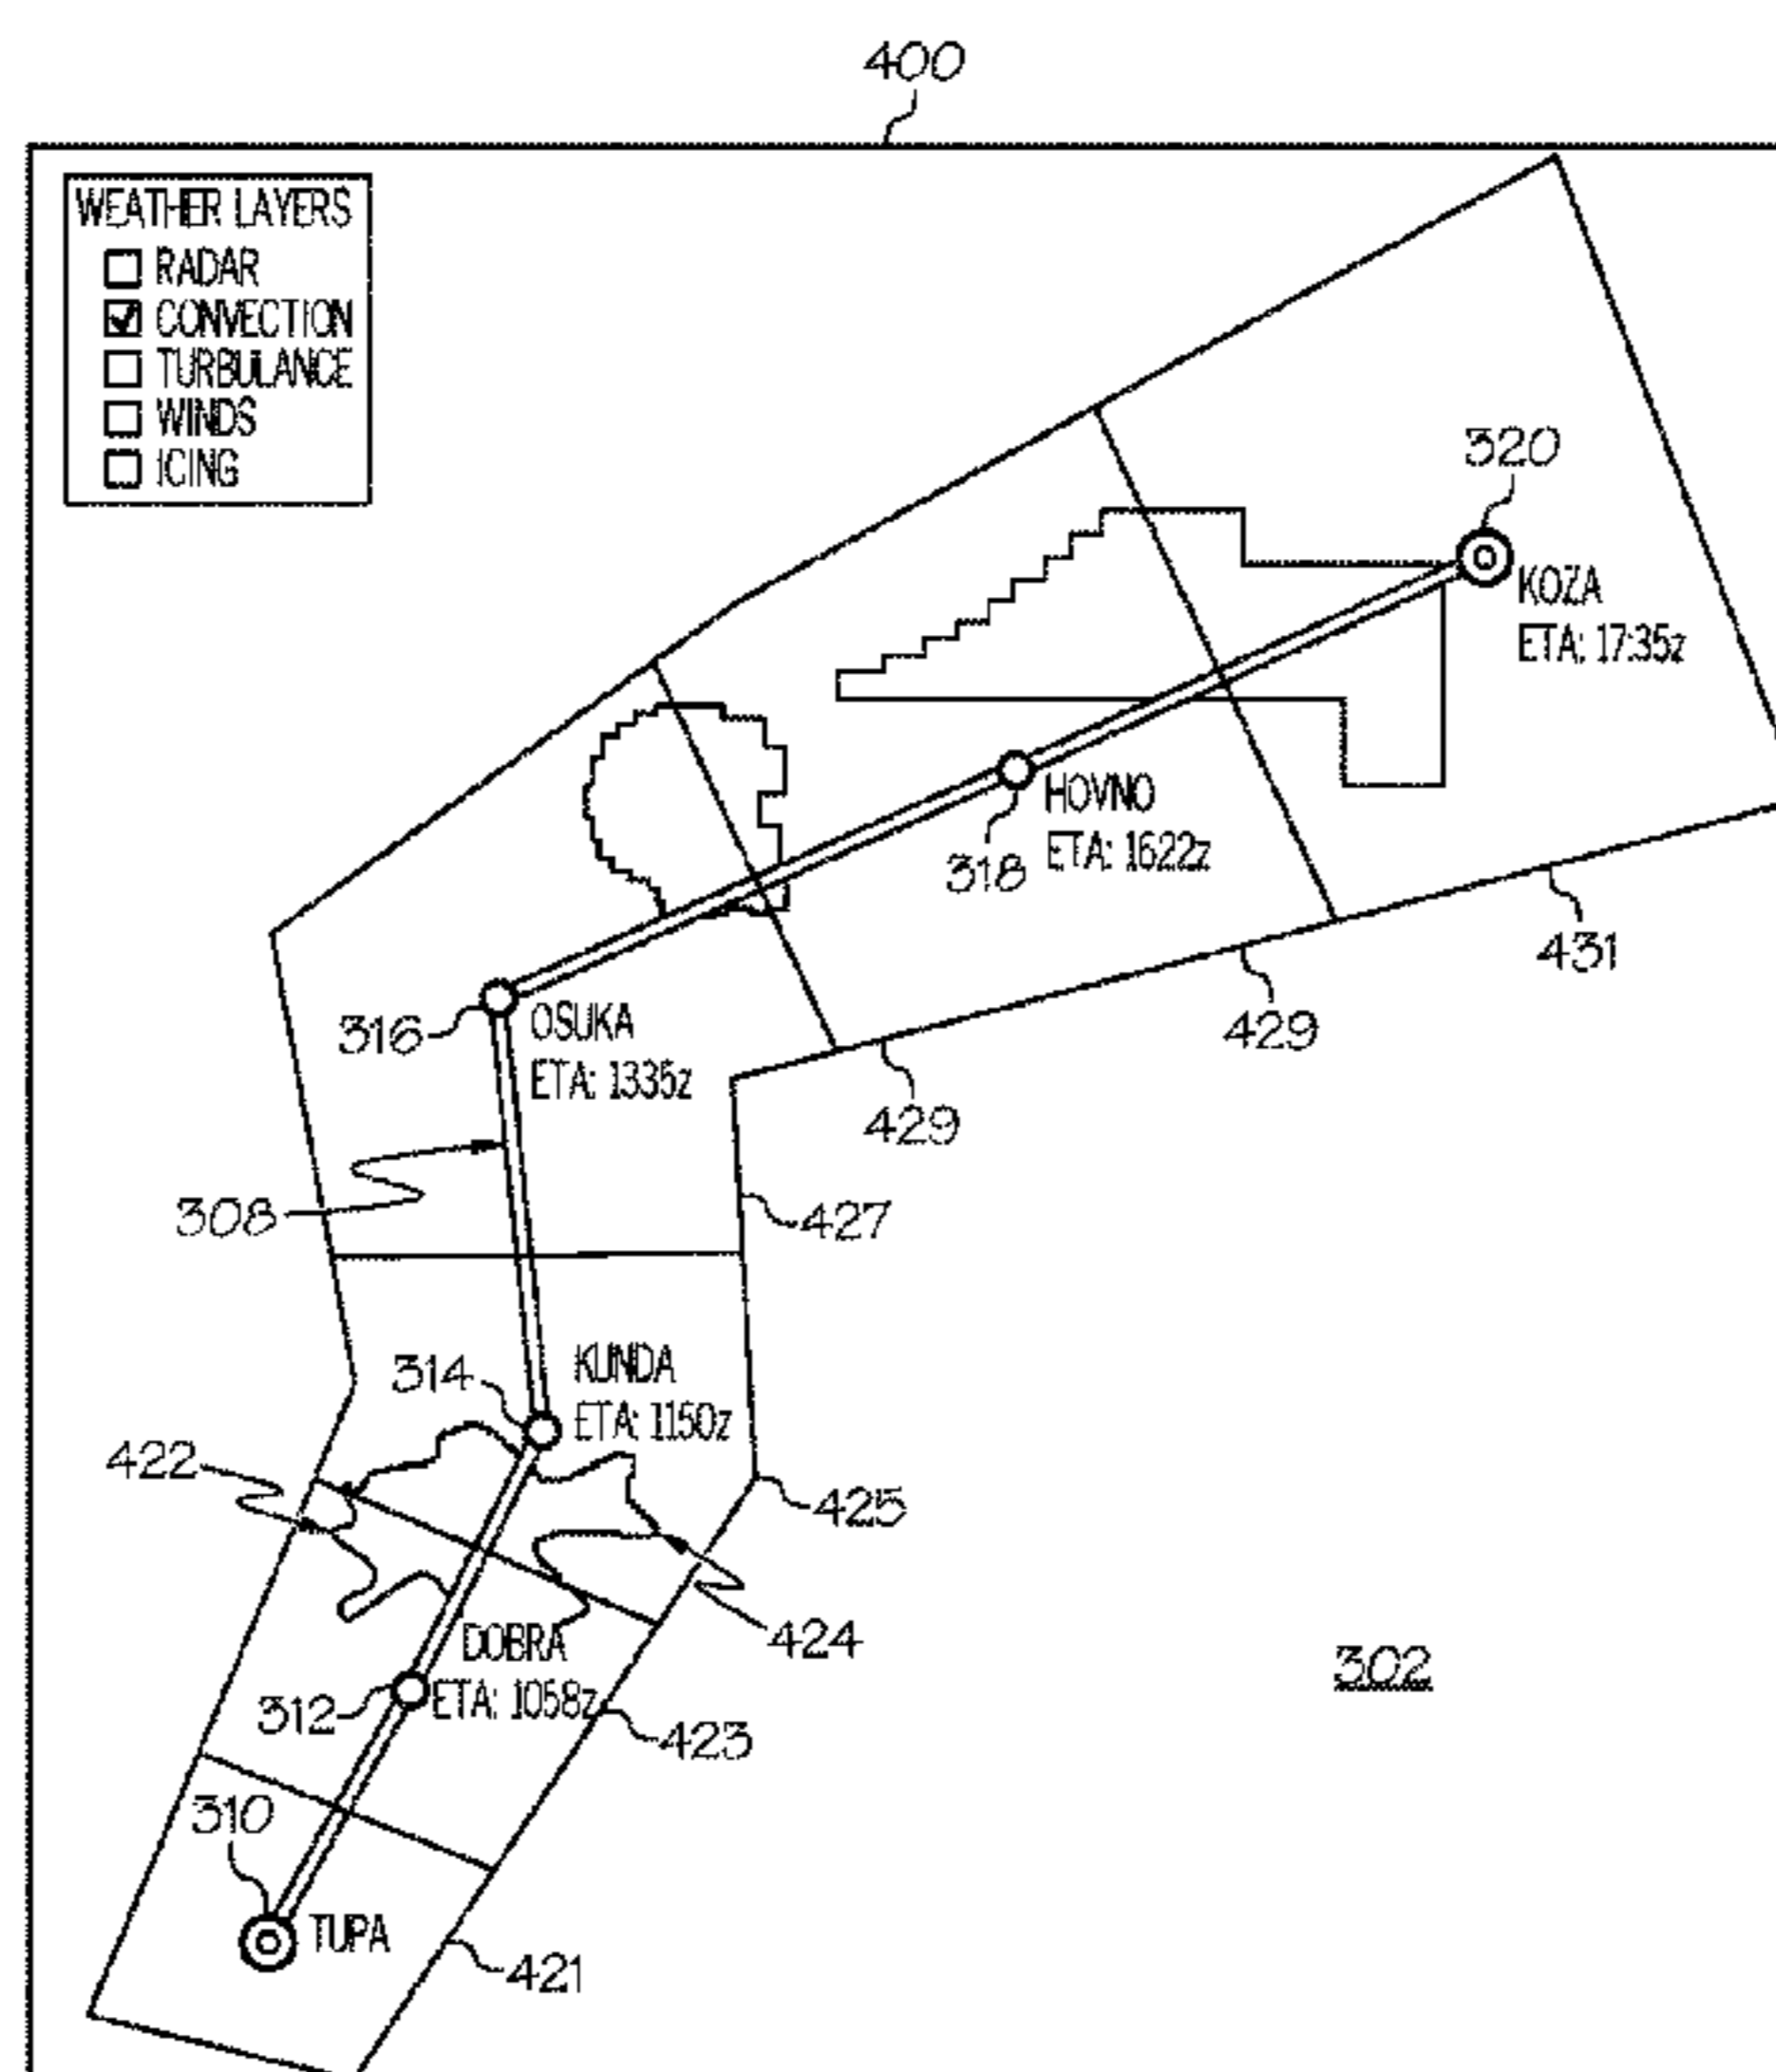 400
WEATHER LAYERS
RADAR
CONVECTION
TURBULANCE
WINDS
ICING
320
KOZA
ETA: 17:35z
HOVNO
ETA: 1622z
318
431
429
316
OSUKA
ETA: 1335z
429
308
427
314
KUNDA
ETA: 1150z
422
425
424
DOBRA
ETA: 1058z
312
423
302
310
TUPA
421